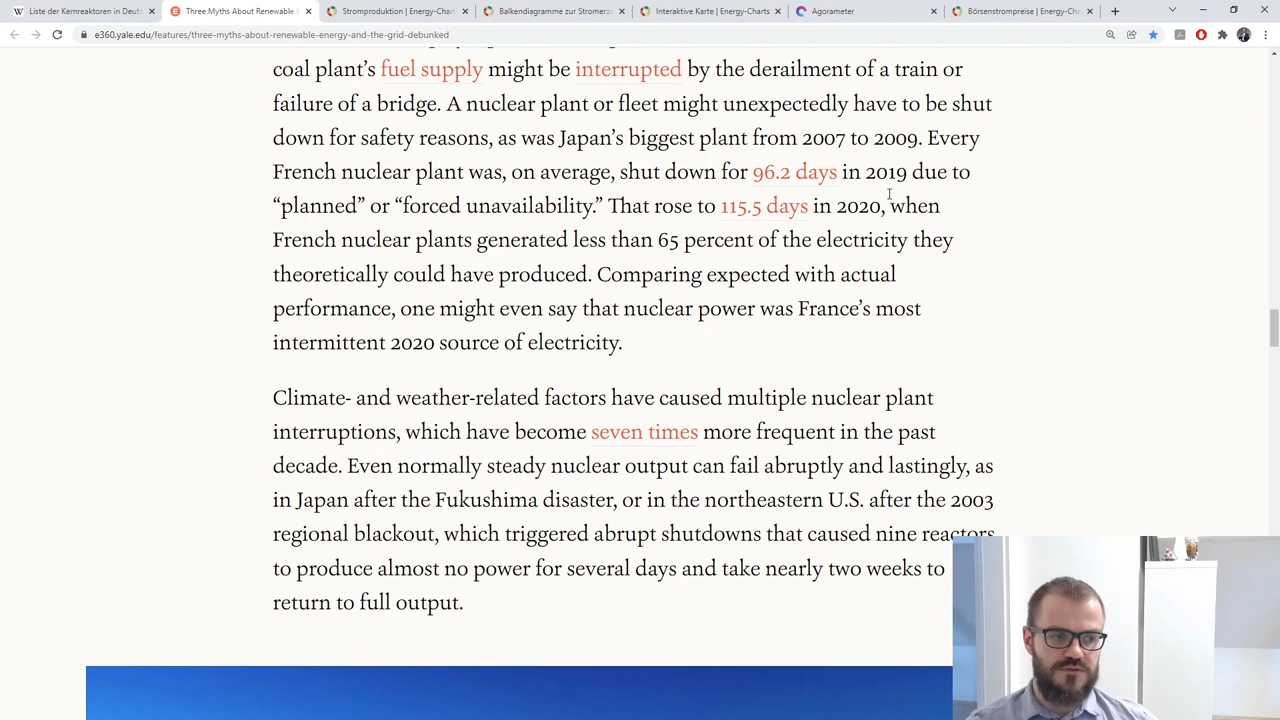 Liste der Kernreaktoren in Deuts
Three Myths About Renewable E
Stromproduktion | Energy-Chart
Balkendiagramme zur Stromerz
Interaktive Karte | Energy-Charts
Agorameter
Börsenstrompreise | Energy-Cha
e360.yale.edu/features/three-myths-about-renewable-energy-and-the-grid-debunked
coal plant's fuel supply might be interrupted by the derailment of a train or
failure of a bridge. A nuclear plant or fleet might unexpectedly have to be shut
down for safety reasons, as was Japan's biggest plant from 2007 to 2009. Every
French nuclear plant was, on average, shut down for 96.2 days in 2019 due to
“planned” or “forced unavailability.” That rose to 115.5 days in 2020, when
French nuclear plants generated less than 65 percent of the electricity they
theoretically could have produced. Comparing expected with actual
performance, one might even say that nuclear power was France's most
intermittent 2020 source of electricity.
Climate- and weather-related factors have caused multiple nuclear plant
interruptions, which have become seven times more frequent in the past
decade. Even normally steady nuclear output can fail abruptly and lastingly, as
in Japan after the Fukushima disaster, or in the northeastern U.S. after the 2003
regional blackout, which triggered abrupt shutdowns that caused nine reactors
to produce almost no power for several days and take nearly two weeks to
return to full output.